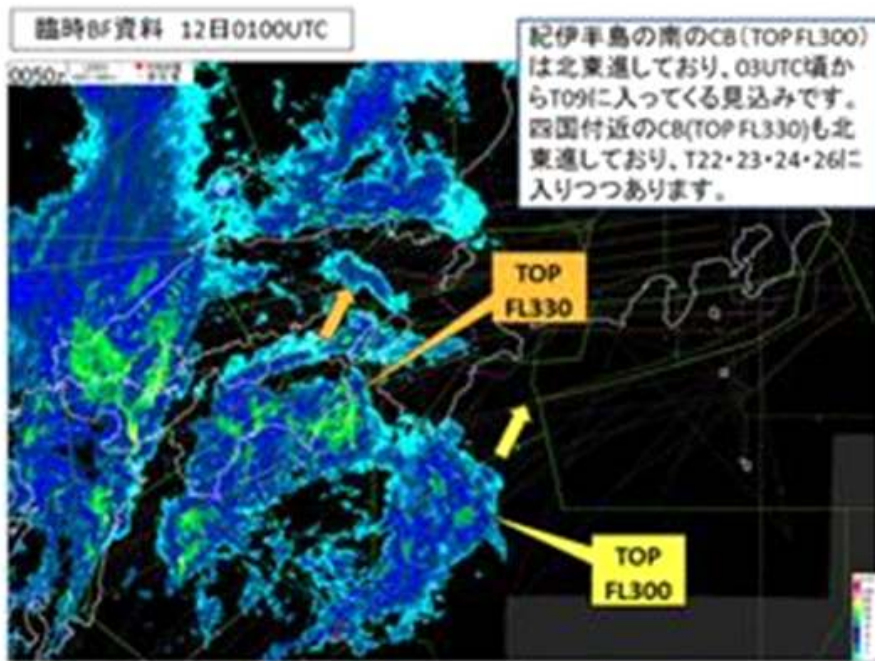 臨時BF資料 12日0100UTC
紀伊半島の南のCB(TOP FL300)
は北東進しており、03UTC頃か
らT09に入ってくる見込みです。
四国付近のCB(TOP FL330)も北
東進しており、T22・23・24・26に
入りつつあります。
0050z
TOP
FL330
TOP
FL300